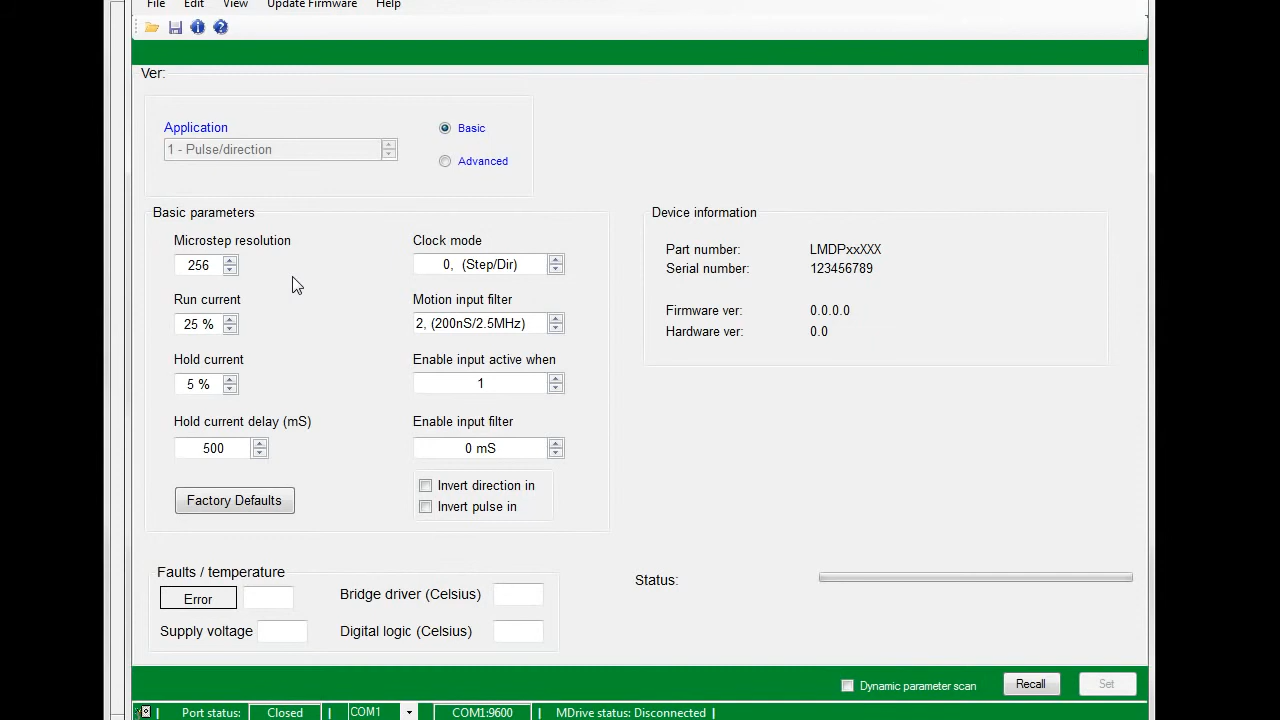 File Edit View Update Firmware Help
Ver:
Application
1 - Pulse/direction
Basic
Advanced
Basic parameters
Microstep resolution
256
Run current
25 %
Hold current
5 %
Hold current delay (mS)
500
Factory Defaults
Clock mode
0, (Step/Dir)
Motion input filter
2, (200nS/2.5MHz)
Enable input active when
1
Enable input filter
0 mS
Invert direction in
Invert pulse in
Device information
Part number: LMDPxxXXX
Serial number: 123456789
Firmware ver: 0.0.0.0
Hardware ver: 0.0
Faults / temperature
Error
Bridge driver (Celsius)
Supply voltage
Digital logic (Celsius)
Status:
Dynamic parameter scan
Recall
Set
Port status: Closed COM1 COM1:9600 MDrive status: Disconnected